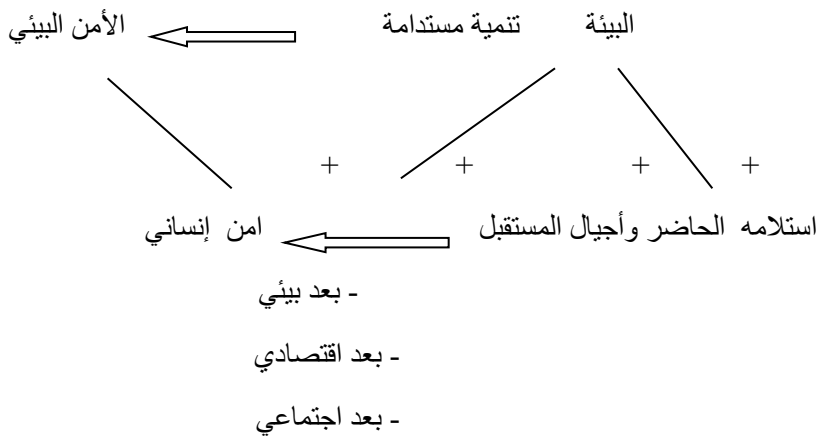 البيئة تنمية مستدامة الأمن البيئي
+ + + +
استلامه الحاضر وأجيال المستقبل امن إنساني
- بعد بيئي
- بعد اقتصادي
- بعد اجتماعي